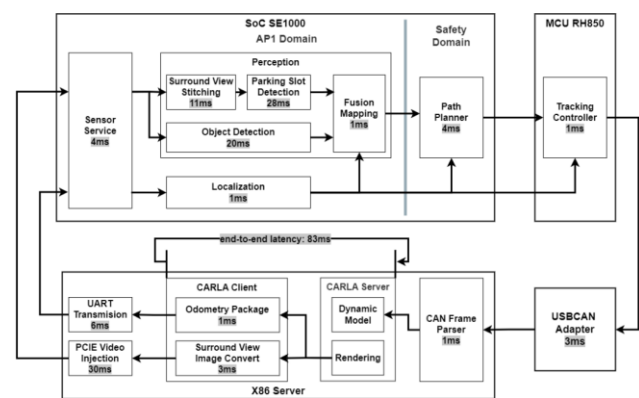 SoC SE1000
AP1 Domain
Safety
Domain
MCU RH850
Perception
Surround View
Stitching
11ms
Parking Slot
Detection
28ms
Fusion
Mapping
1ms
Object Detection
20ms
Sensor
Service
4ms
Localization
1ms
Path
Planner
4ms
Tracking
Controller
1ms
end-to-end latency: 83ms
CARLA Client
CARLA Server
UART
Transmision
6ms
Odometry Package
1ms
Dynamic
Model
CAN Frame
Parser
1ms
USBCAN
Adapter
3ms
PCIE Video
Injection
30ms
Surround View
Image Convert
3ms
Rendering
X86 Server